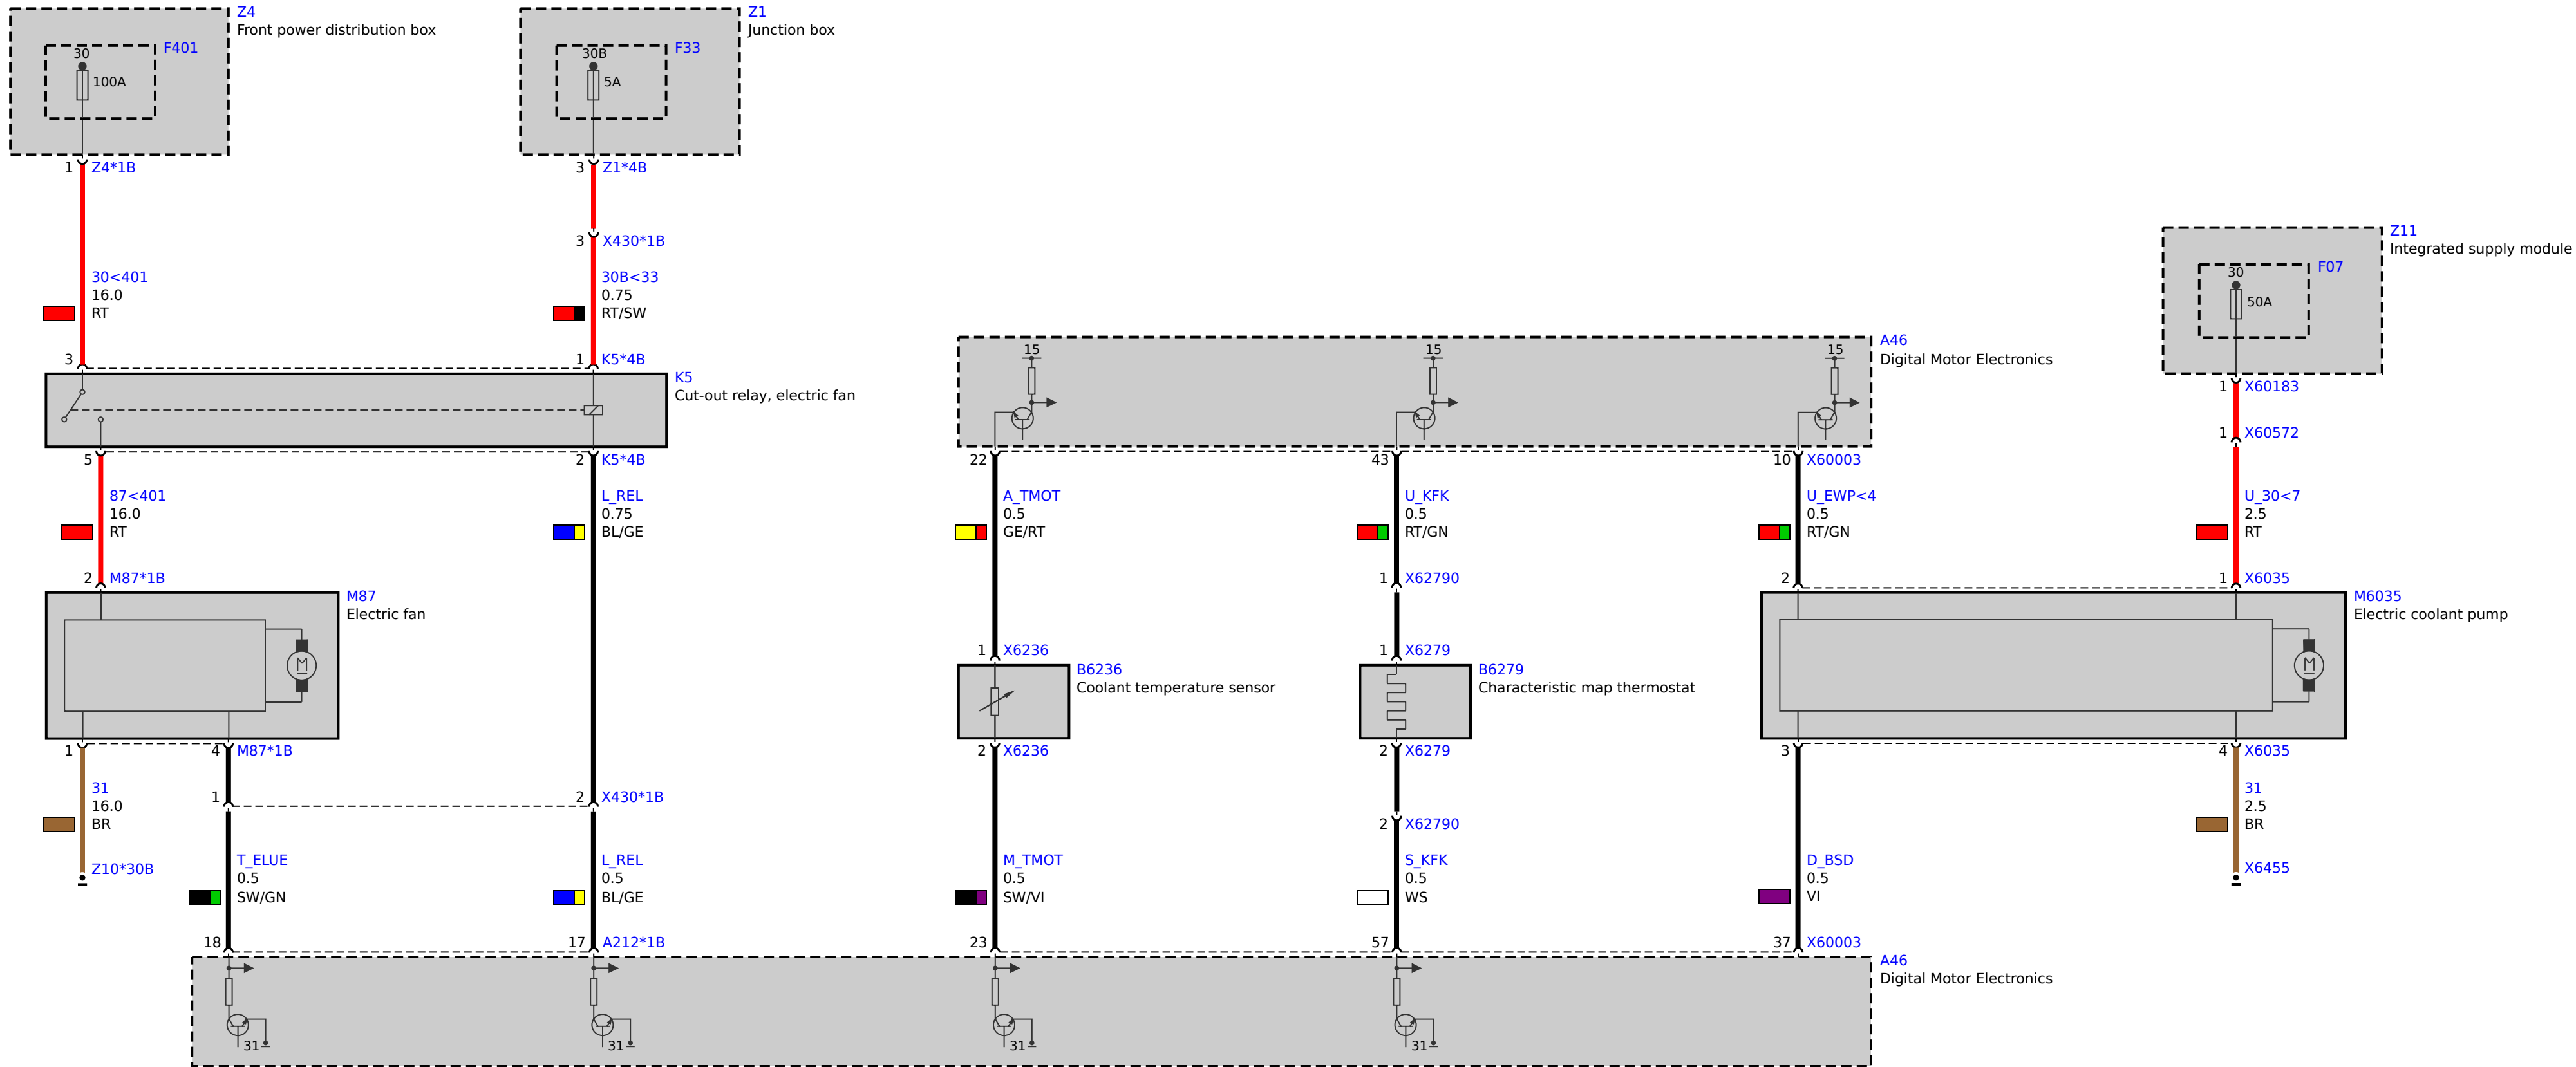 Z4
Front power distribution box
F401
30
100A
Z1
Junction box
F33
30B
5A
1 Z4*1B
3 Z1*4B
3 X430*1B
30<401
16.0
RT
30B<33
0.75
RT/SW
3
1 K5*4B
K5
Cut-out relay, electric fan
5
2 K5*4B
87<401
16.0
RT
L_REL
0.75
BL/GE
2 M87*1B
M87
Electric fan
M
1
4 M87*1B
31
16.0
BR
Z10*30B
1
2 X430*1B
T_ELUE
0.5
SW/GN
L_REL
0.5
BL/GE
18
17 A212*1B
15
15
15
A46
Digital Motor Electronics
22
43
10 X60003
A_TMOT
0.5
GE/RT
U_KFK
0.5
RT/GN
U_EWP<4
0.5
RT/GN
1 X62790
1 X6236
1 X6279
B6236
Coolant temperature sensor
B6279
Characteristic map thermostat
2 X6236
2 X6279
2 X62790
M_TMOT
0.5
SW/VI
S_KFK
0.5
WS
D_BSD
0.5
VI
23
57
37 X60003
Z11
Integrated supply module
F07
30
50A
1 X60183
1 X60572
U_30<7
2.5
RT
2
1 X6035
M6035
Electric coolant pump
M
3
4 X6035
31
2.5
BR
X6455
A46
Digital Motor Electronics
31
31
31
31